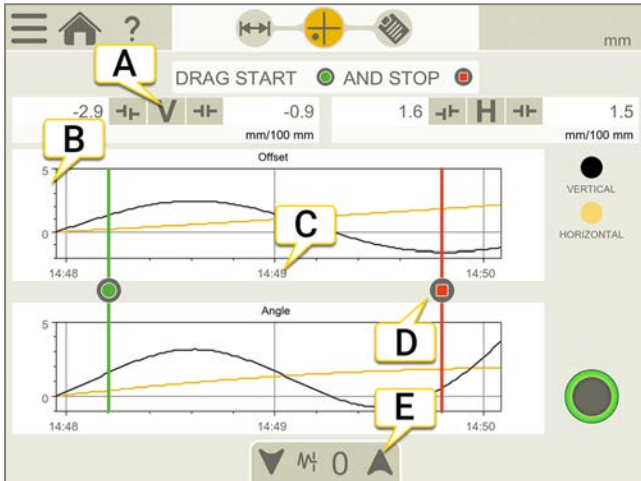 ?
mm
A
DRAG START AND STOP
-2.9 V -0.9
mm/100 mm
1.6 H 1.5
mm/100 mm
B
Offset
5
0
C
14:48 14:49 14:50
VERTICAL
HORIZONTAL
D
Angle
5
0
E
14:48 14:49 14:50
0